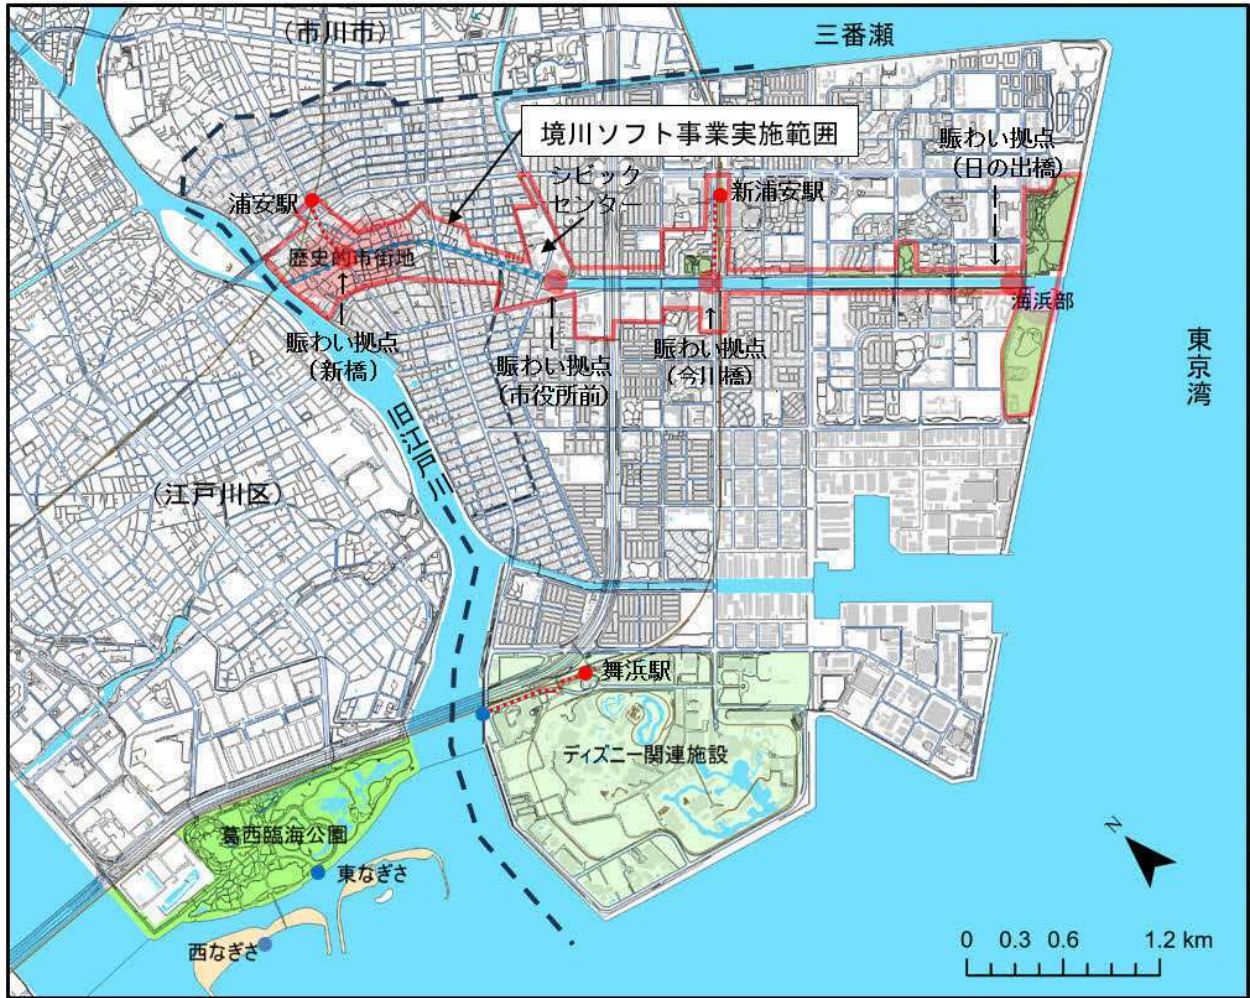 (市川市)
三番瀬
境川ソフト事業実施範囲
賑わい拠点
(日の出橋)
シビック
センター
浦安駅
新浦安駅
歴史的市街地
海浜部
賑わい拠点
(新橋)
賑わい拠点
(市役所前)
賑わい拠点
(今川橋)
東京湾
旧江戸川
(江戸川区)
舞浜駅
ディズニー関連施設
葛西臨海公園
東なぎさ
西なぎさ
N
0 0.3 0.6 1.2 km